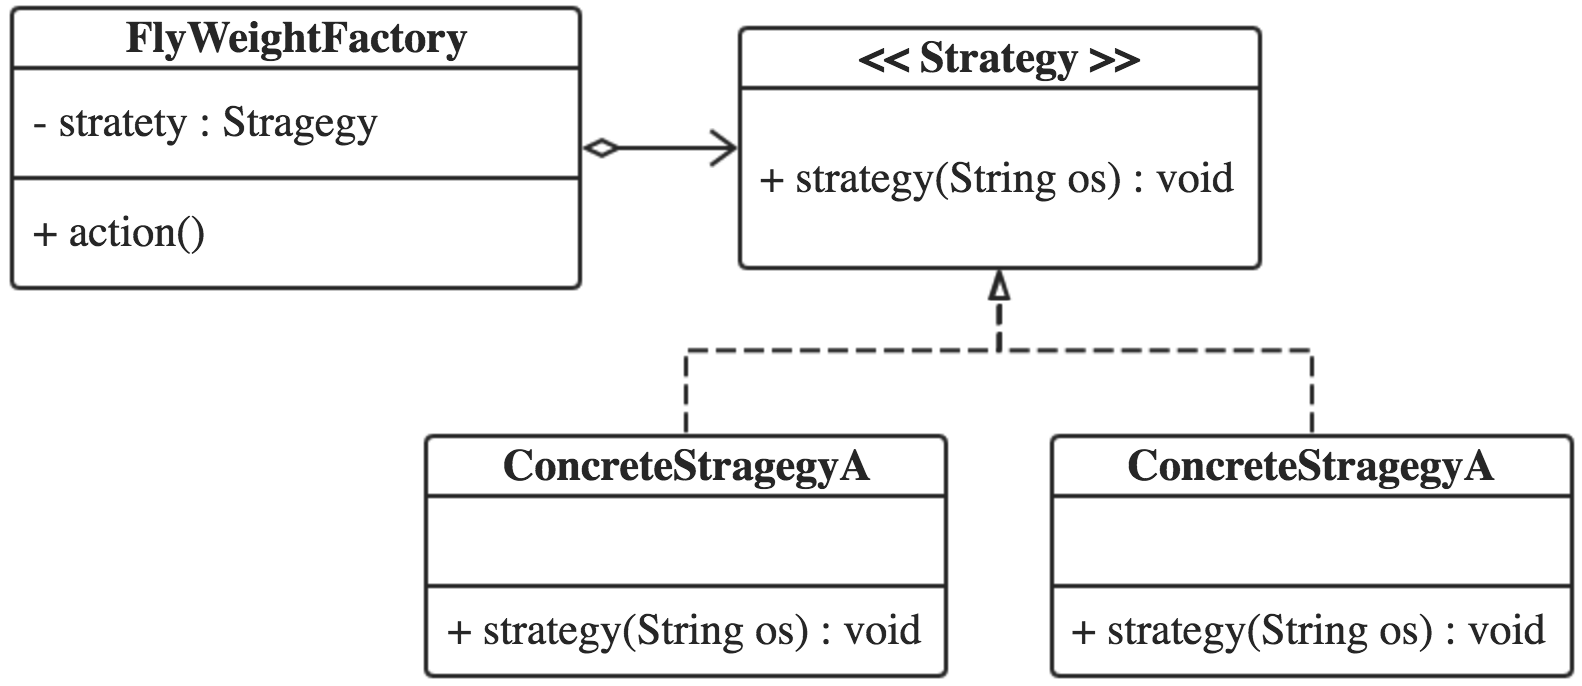 FlyWeightFactory
- stratety : Stragegy
+ action()
<< Strategy >>
+ strategy(String os) : void
ConcreteStragegyA
+ strategy(String os) : void
ConcreteStragegyA
+ strategy(String os) : void